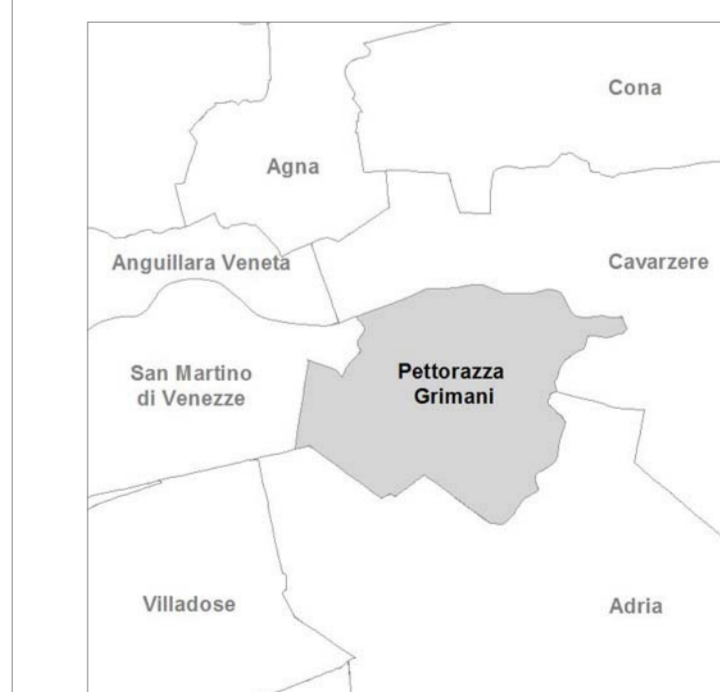 Cona
Agna
Anguillara Veneta
Cavarzere
San Martino
di Venezze
Pettorazza
Grimani
Villadose
Adria